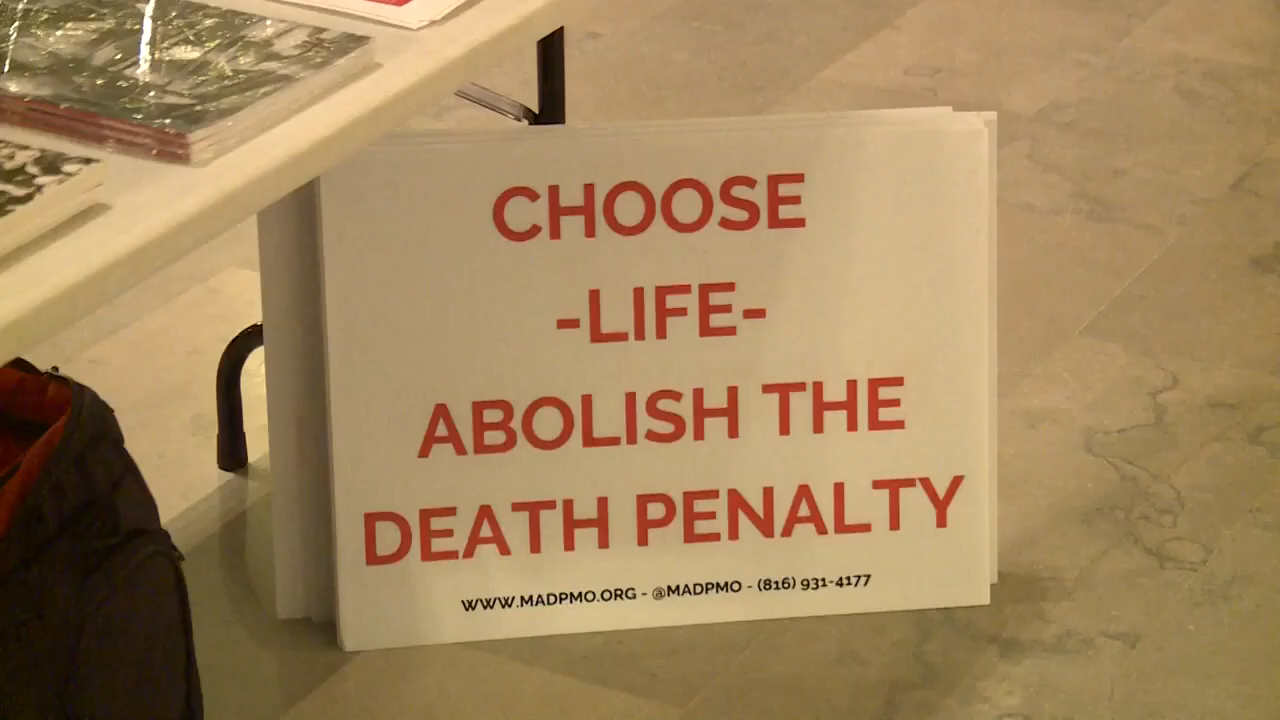 CHOOSE
-LIFE-
ABOLISH THE
DEATH PENALTY
WWW.MADPMO.ORG - @MADPMO - (816) 931-4177